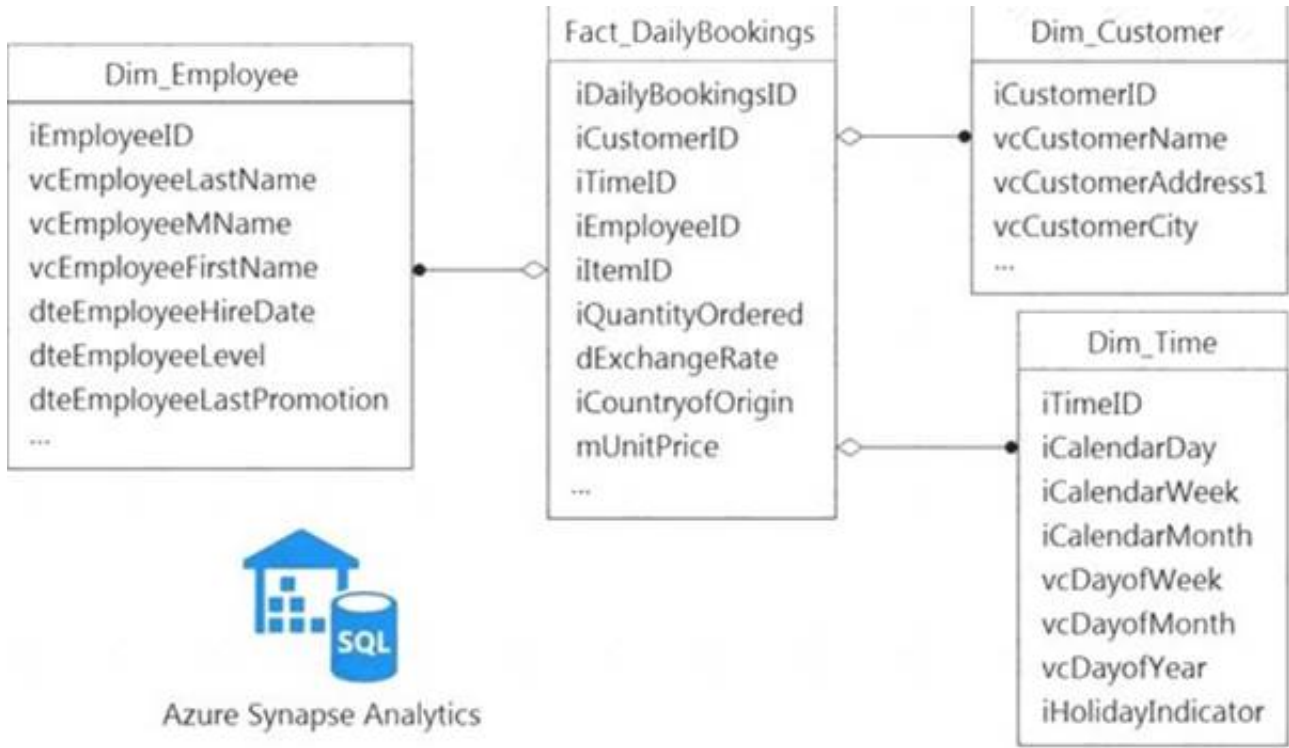 Dim_Employee
iEmployeeID
vcEmployeeLastName
vcEmployeeMName
vcEmployeeFirstName
dteEmployeeHireDate
dteEmployeeLevel
dteEmployeeLastPromotion
...
Fact_DailyBookings
iDailyBookingsID
iCustomerID
iTimeID
iEmployeeID
iItemID
iQuantityOrdered
dExchangeRate
iCountryofOrigin
mUnitPrice
...
Dim_Customer
iCustomerID
vcCustomerName
vcCustomerAddress1
vcCustomerCity
...
Dim_Time
iTimeID
iCalendarDay
iCalendarWeek
iCalendarMonth
vcDayofWeek
vcDayofMonth
vcDayofYear
iHolidayIndicator
SQL
Azure Synapse Analytics